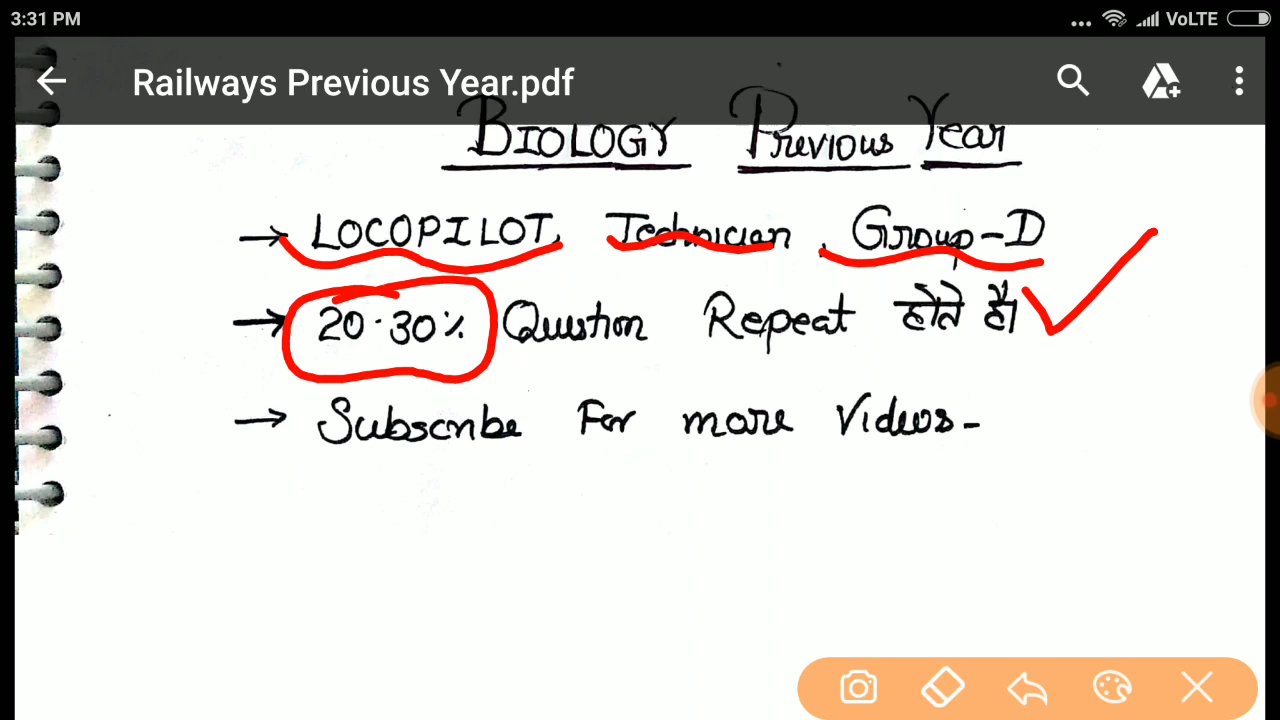 3:31 PM ... VoLTE
Railways Previous Year.pdf
BIOLOGY Previous Year
→ LOCOPILOT, Technician, Group-D
→ 20-30% Question Repeat होते हैं।
→ Subscribe For more Videos-